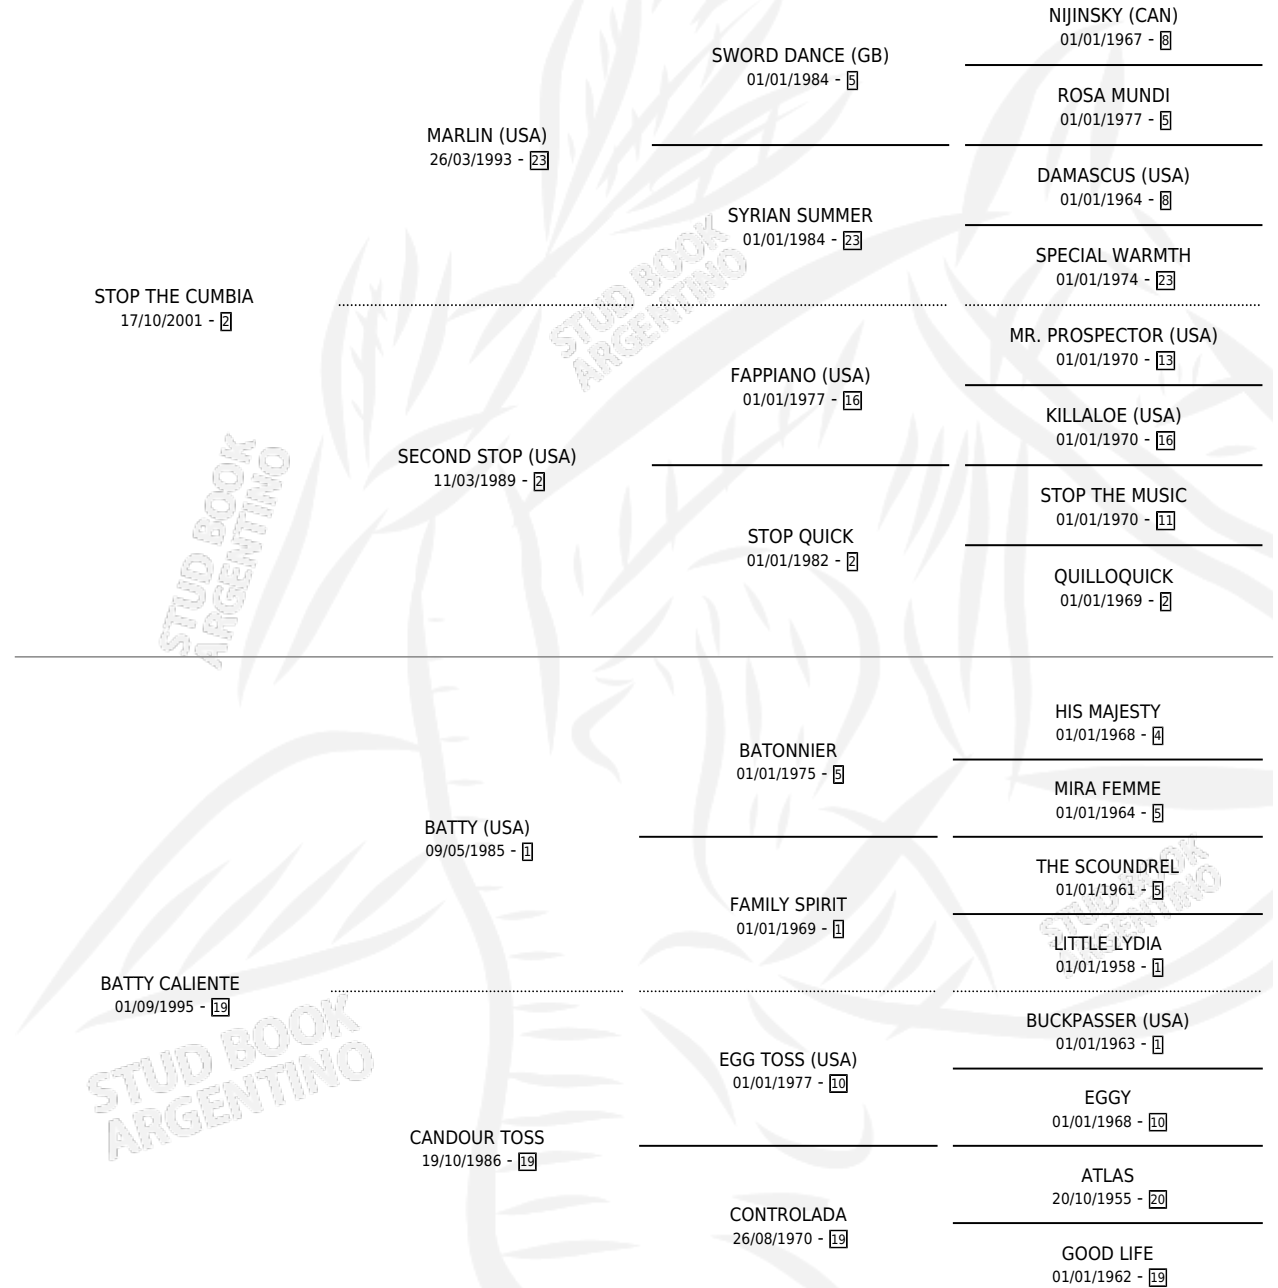 NIJINSKY (CAN)
01/01/1967 - 8
SWORD DANCE (GB)
01/01/1984 - 5
ROSA MUNDI
01/01/1977 - 5
MARLIN (USA)
26/03/1993 - 23
DAMASCUS (USA)
01/01/1964 - 8
SYRIAN SUMMER
01/01/1984 - 23
SPECIAL WARMTH
01/01/1974 - 23
STOP THE CUMBIA
17/10/2001 - 2
MR. PROSPECTOR (USA)
01/01/1970 - 13
FAPPIANO (USA)
01/01/1977 - 16
KILLALOE (USA)
01/01/1970 - 16
SECOND STOP (USA)
11/03/1989 - 2
STOP THE MUSIC
01/01/1970 - 11
STOP QUICK
01/01/1982 - 2
QUILLOQUICK
01/01/1969 - 2
STUD BOOK
ARGENTINO
STUD BOOK
ARGENTINO
HIS MAJESTY
01/01/1968 - 4
BATONNIER
01/01/1975 - 5
MIRA FEMME
01/01/1964 - 5
BATTY (USA)
09/05/1985 - 1
THE SCOUNDREL
01/01/1961 - 5
FAMILY SPIRIT
01/01/1969 - 1
LITTLE LYDIA
01/01/1958 - 1
BATTY CALIENTE
01/09/1995 - 19
BUCKPASSER (USA)
01/01/1963 - 1
EGG TOSS (USA)
01/01/1977 - 10
EGGY
01/01/1968 - 10
CANDOUR TOSS
19/10/1986 - 19
ATLAS
20/10/1955 - 20
CONTROLADA
26/08/1970 - 19
GOOD LIFE
01/01/1962 - 19
STUD BOOK
ARGENTINO
STUD BOOK
ARGENTINO